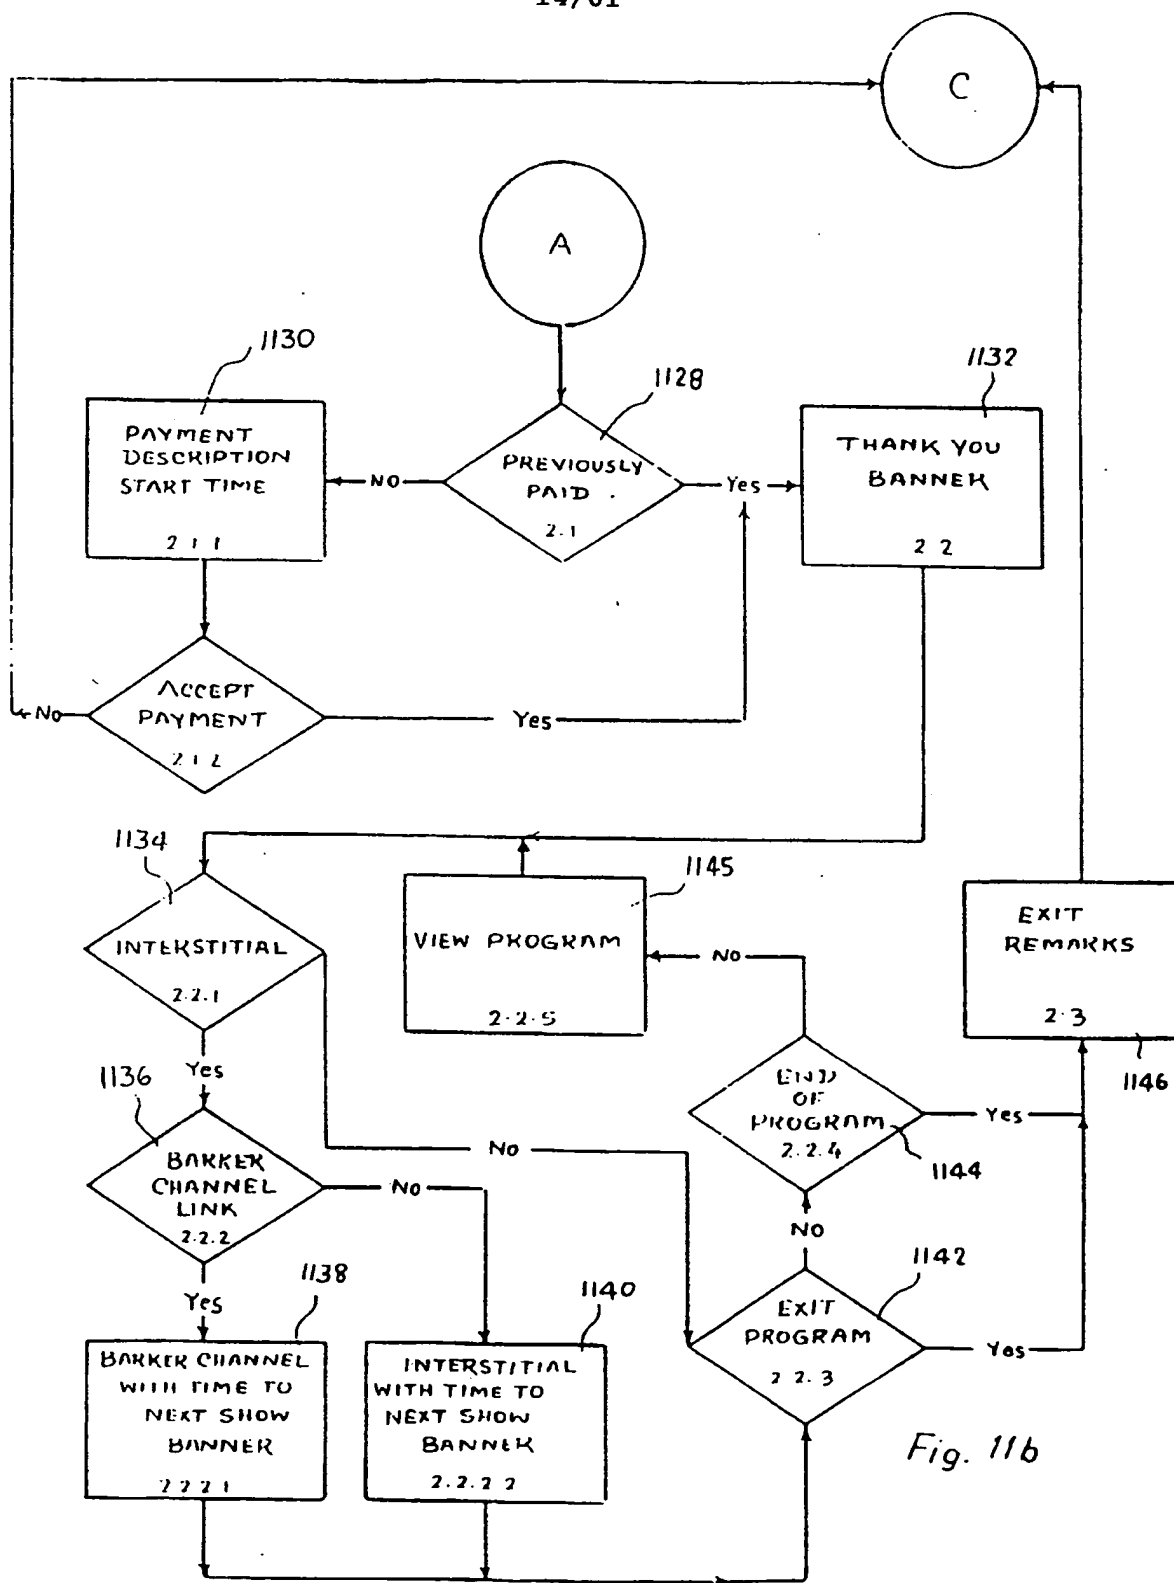 14/61
C
A
1130
1128
1132
PAYMENT
DESCRIPTION
START TIME
2 1 1
NO
PREVIOUSLY
PAID
2.1
Yes
THANK YOU
BANNER
2 2
ACCEPT
PAYMENT
2 1 2
No
Yes
1134
INTERSTITIAL
2.2.1
1145
VIEW PROGRAM
2.2.5
No
EXIT
REMARKS
2.3
1146
Yes
1136
BARKER
CHANNEL
LINK
2.2.2
No
No
END
OF
PROGRAM
2.2.4
Yes
1144
NO
Yes
1138
BARKER CHANNEL
WITH TIME TO
NEXT SHOW
BANNER
2 2 2 1
1140
INTERSTITIAL
WITH TIME TO
NEXT SHOW
BANNER
2.2.2 2
1142
EXIT
PROGRAM
2 2.3
Yes
Fig. 11b